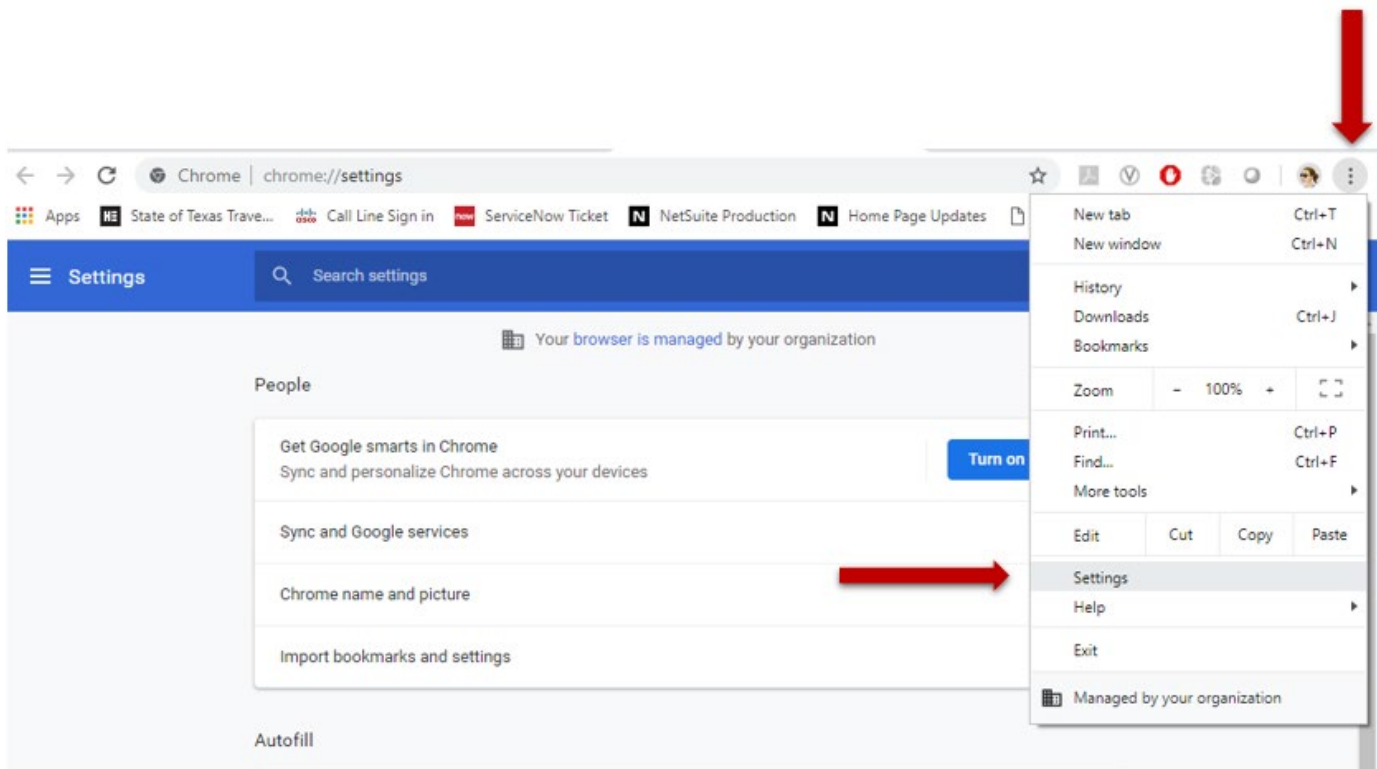 Chrome | chrome://settings
Apps State of Texas Trave... Call Line Sign in now ServiceNow Ticket N NetSuite Production N Home Page Updates
Settings
Search settings
Your browser is managed by your organization
People
Get Google smarts in Chrome
Sync and personalize Chrome across your devices
Turn on
Sync and Google services
Chrome name and picture
Import bookmarks and settings
Autofill
New tab Ctrl+T
New window Ctrl+N
History
Downloads Ctrl+J
Bookmarks
Zoom - 100% +
Print... Ctrl+P
Find... Ctrl+F
More tools
Edit Cut Copy Paste
Settings
Help
Exit
Managed by your organization